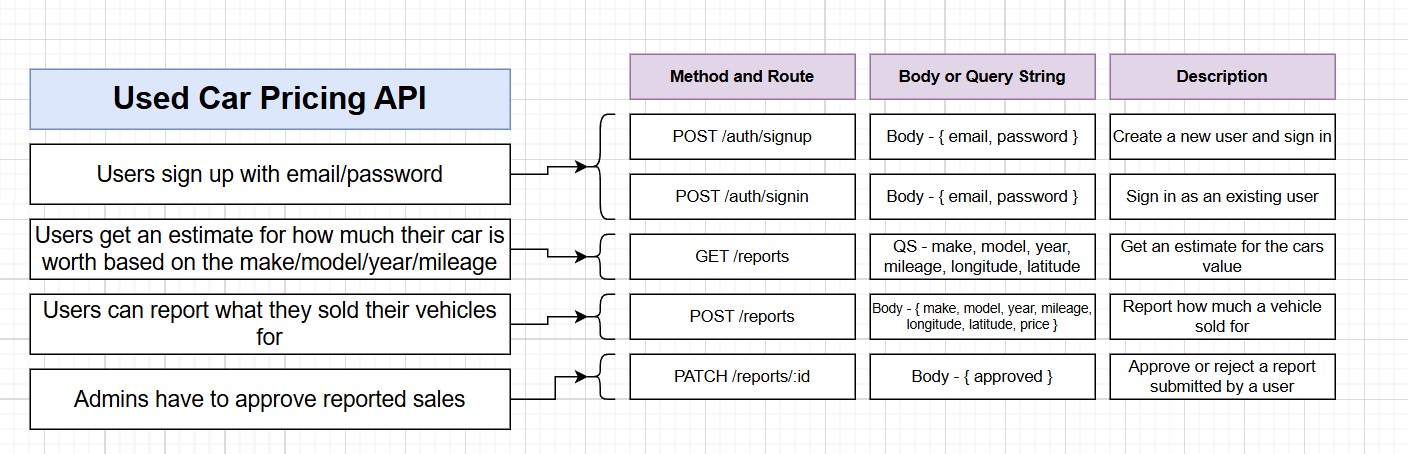 Used Car Pricing API
Users sign up with email/password
Users get an estimate for how much their car is
worth based on the make/model/year/mileage
Users can report what they sold their vehicles
for
Admins have to approve reported sales
Method and Route
Body or Query String
Description
POST /auth/signup
Body - { email, password }
Create a new user and sign in
POST /auth/signin
Body - { email, password }
Sign in as an existing user
GET /reports
QS - make, model, year,
mileage, longitude, latitude
Get an estimate for the cars
value
POST /reports
Body - { make, model, year, mileage,
longitude, latitude, price }
Report how much a vehicle
sold for
PATCH /reports/:id
Body - { approved }
Approve or reject a report
submitted by a user